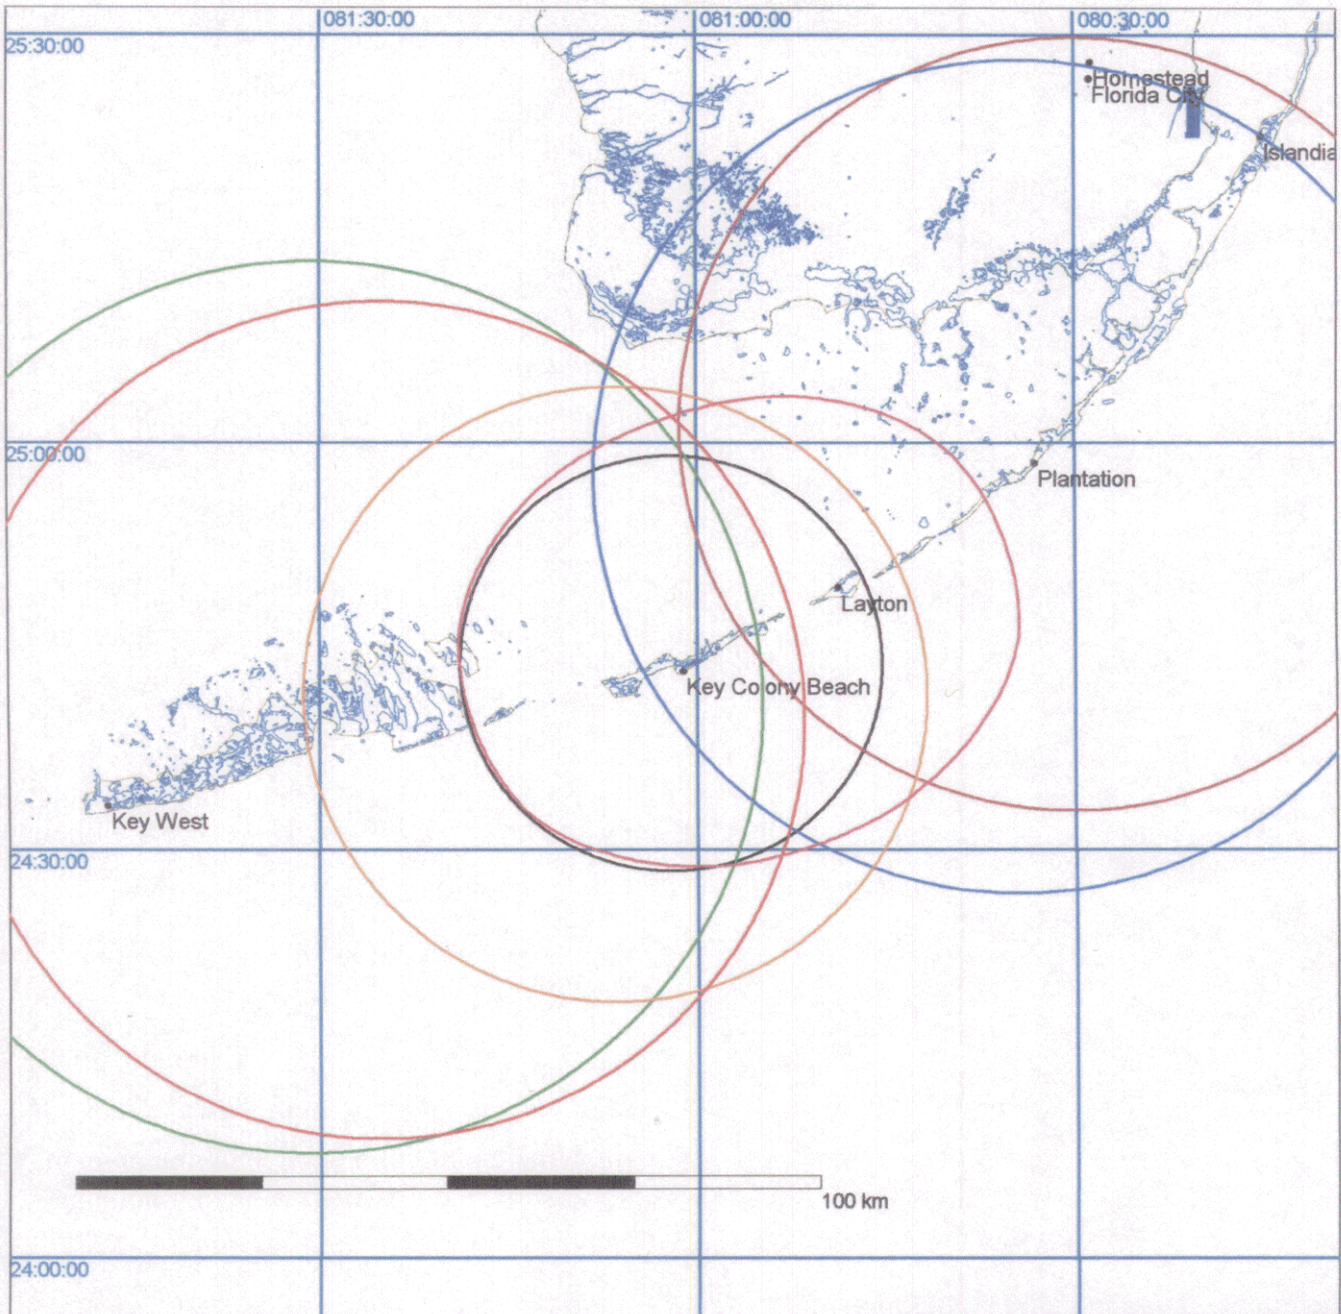 081:30:00
081:00:00
080:30:00
25:30:00
Homestead
Florida City
Islandia
25:00:00
Plantation
Layton
Key Colony Beach
Key West
24:30:00
100 km
24:00:00